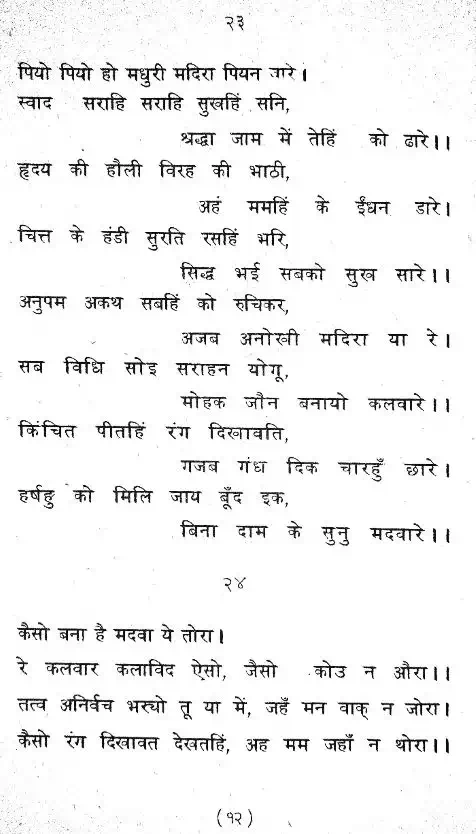 २३
पियो पियो हो मधुरी मदिरा पियन वारे।
स्वाद सराहि सराहि सुखहिं सनि,
श्रद्धा जाम में तेहिं को ढारे।।
हृदय की हौली विरह की भाठी,
अहं ममहिं के ईंधन डारे।
चित्त के हंडी सुरति रसहिं भरि,
सिद्ध भई सबको सुख सारे।।
अनुपम अकथ सबहिं को रुचिकर,
अजब अनोखी मदिरा या रे।
सब विधि सोइ सराहन योगू,
मोहक जौन बनायो कलवारे।।
किंचित पीतहिं रंग दिखावति,
गजब गंध दिक चारहुँ छारे।
हर्षहु को मिलि जाय बूँद इक,
बिना दाम के सुनु मदवारे।।
२४
कैसो बना है मदवा ये तोरा।
रे कलवार कलाविद ऐसो, जैसो कोउ न औरा।।
तत्व अनिर्वच भरयो तू या में, जहँ मन वाक् न जोरा।
कैसो रंग दिखावत देखतहिं, अह मम जहाँ न थोरा।।
(१२)